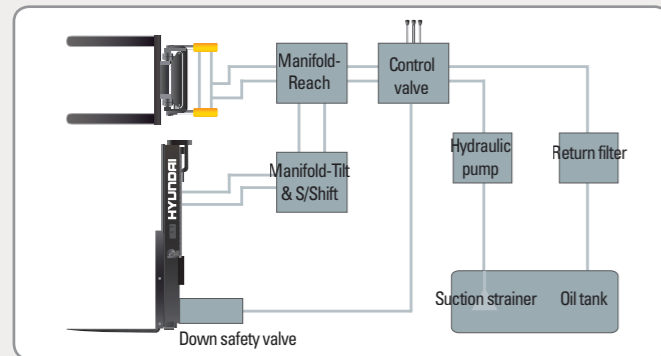 Manifold-
Reach
Control
valve
Hydraulic
pump
Return filter
Manifold-Tilt
& S/Shift
HYUNDAI
Suction strainer
Oil tank
Down safety valve